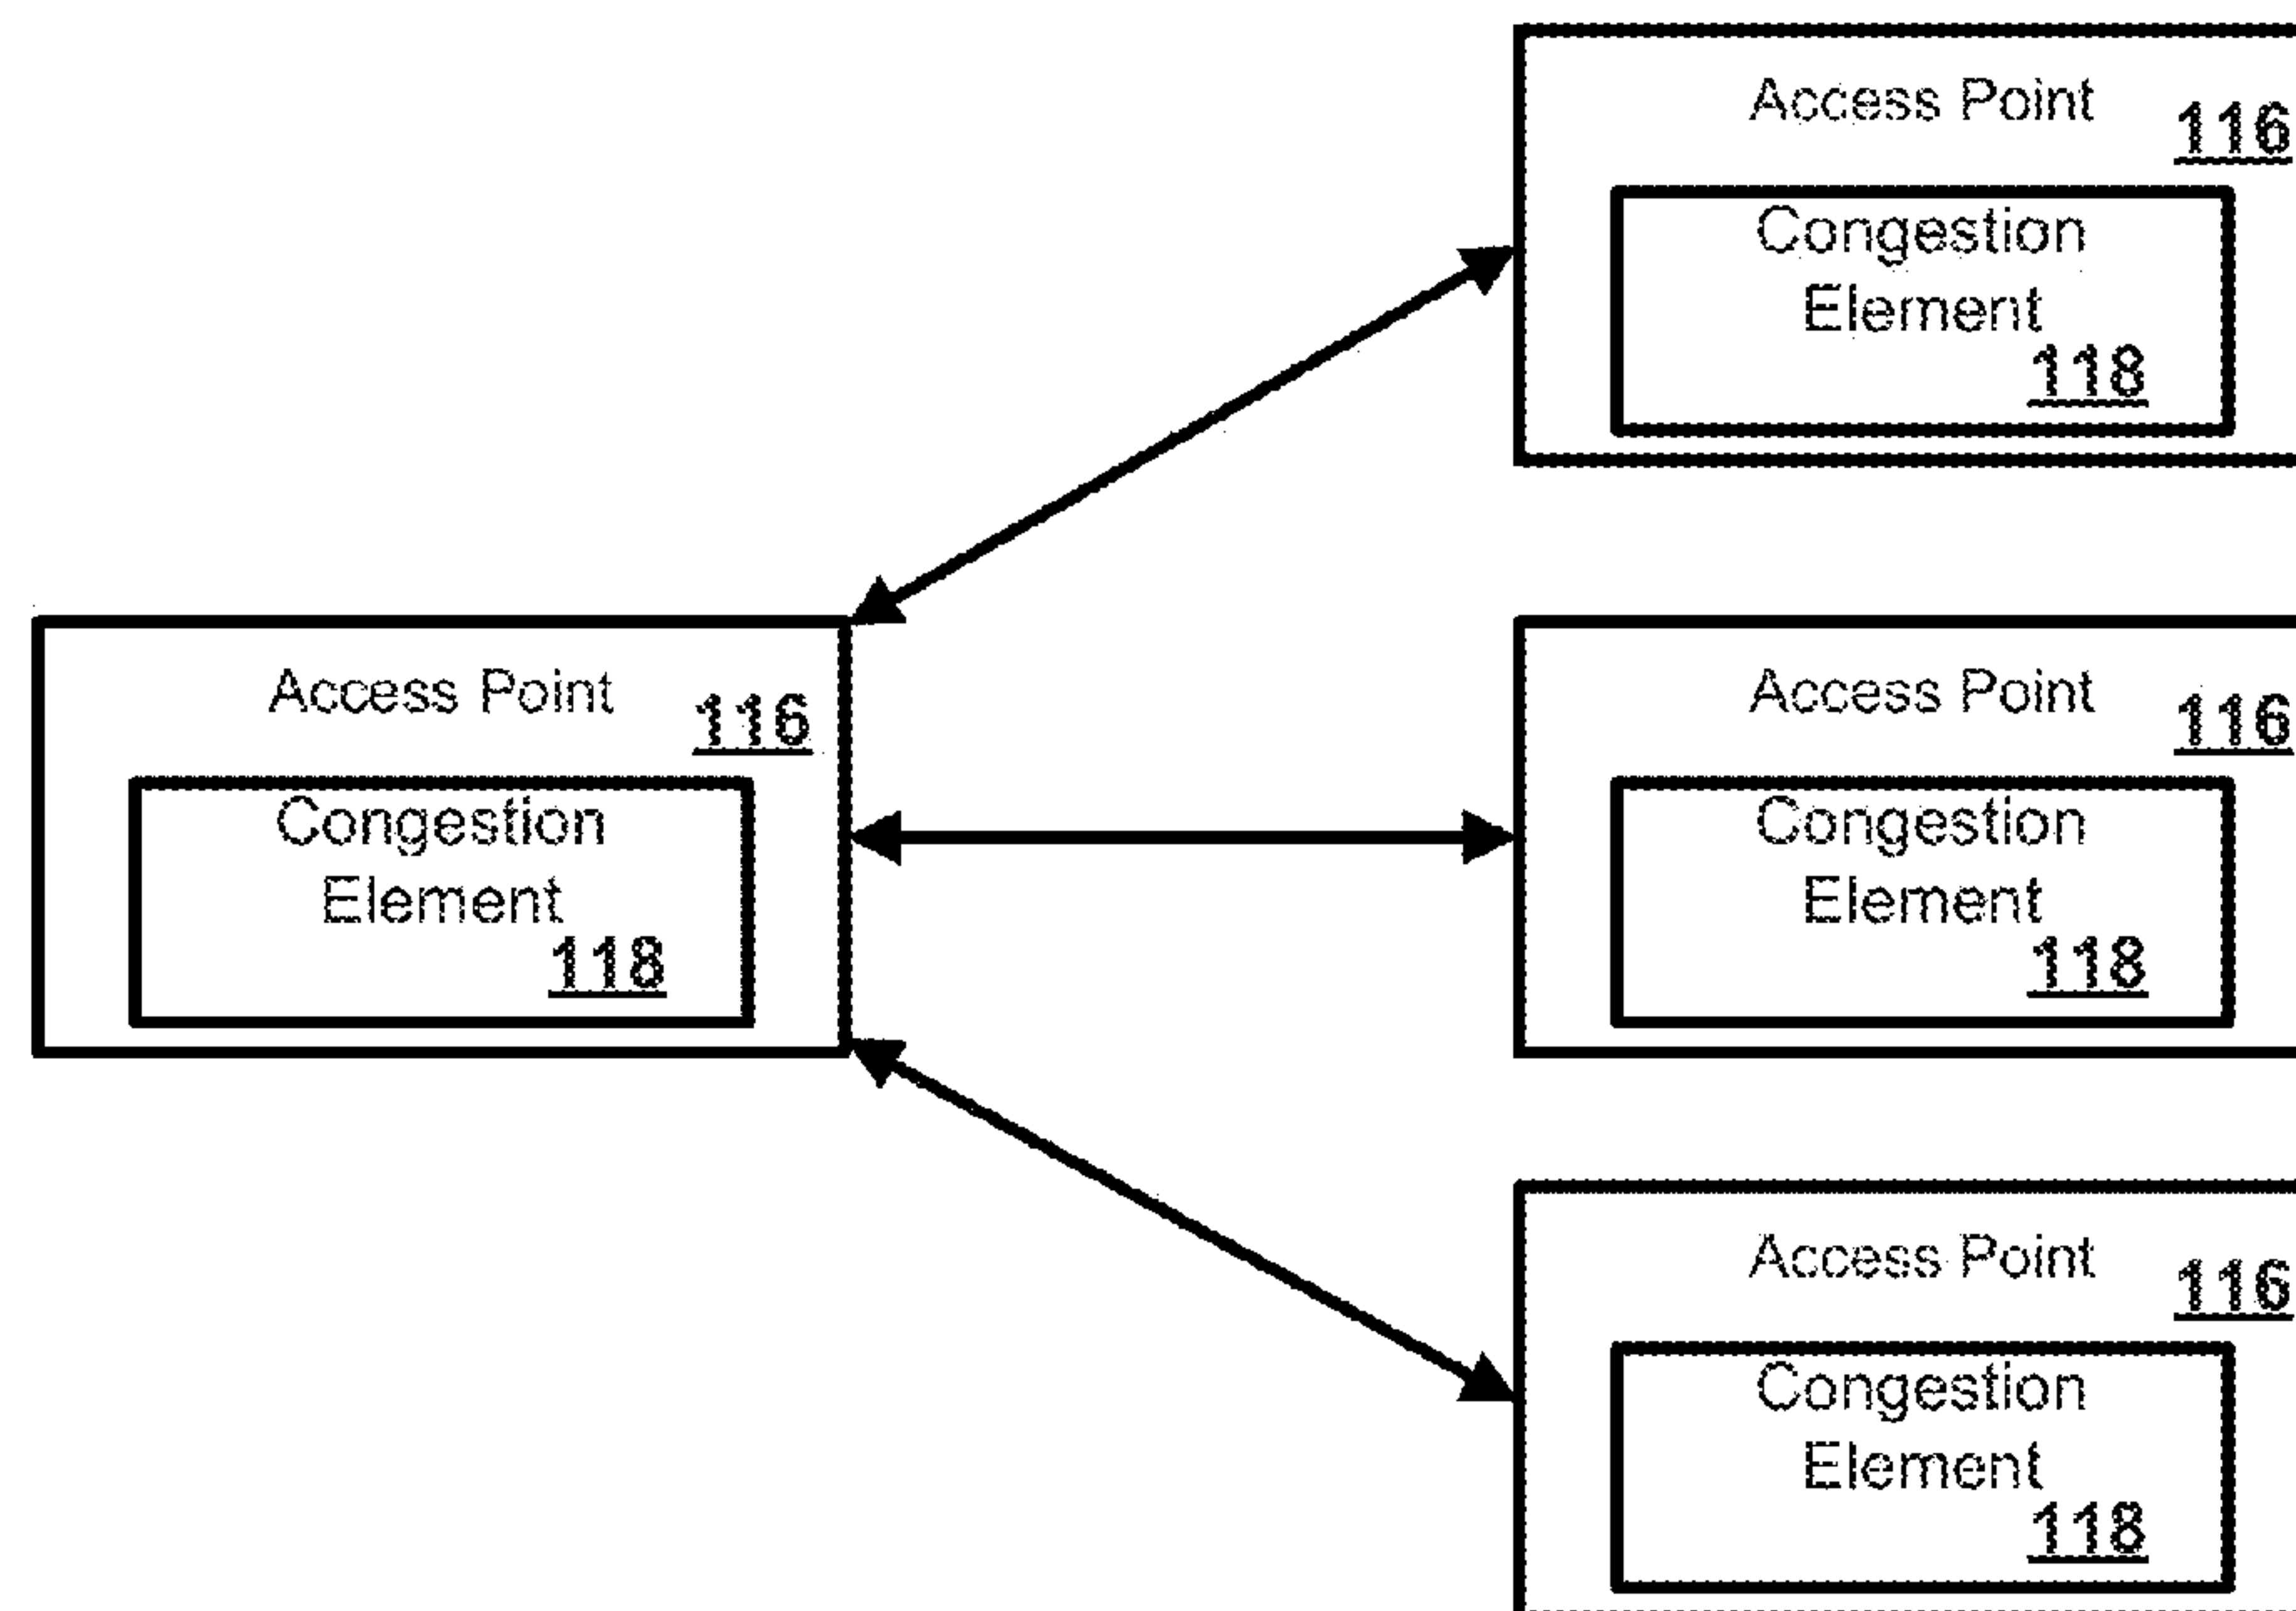 Access Point
116
Congestion
Element
118
Access Point
116
Congestion
Element
118
Access Point
116
Congestion
Element
118
Access Point
116
Congestion
Element
118